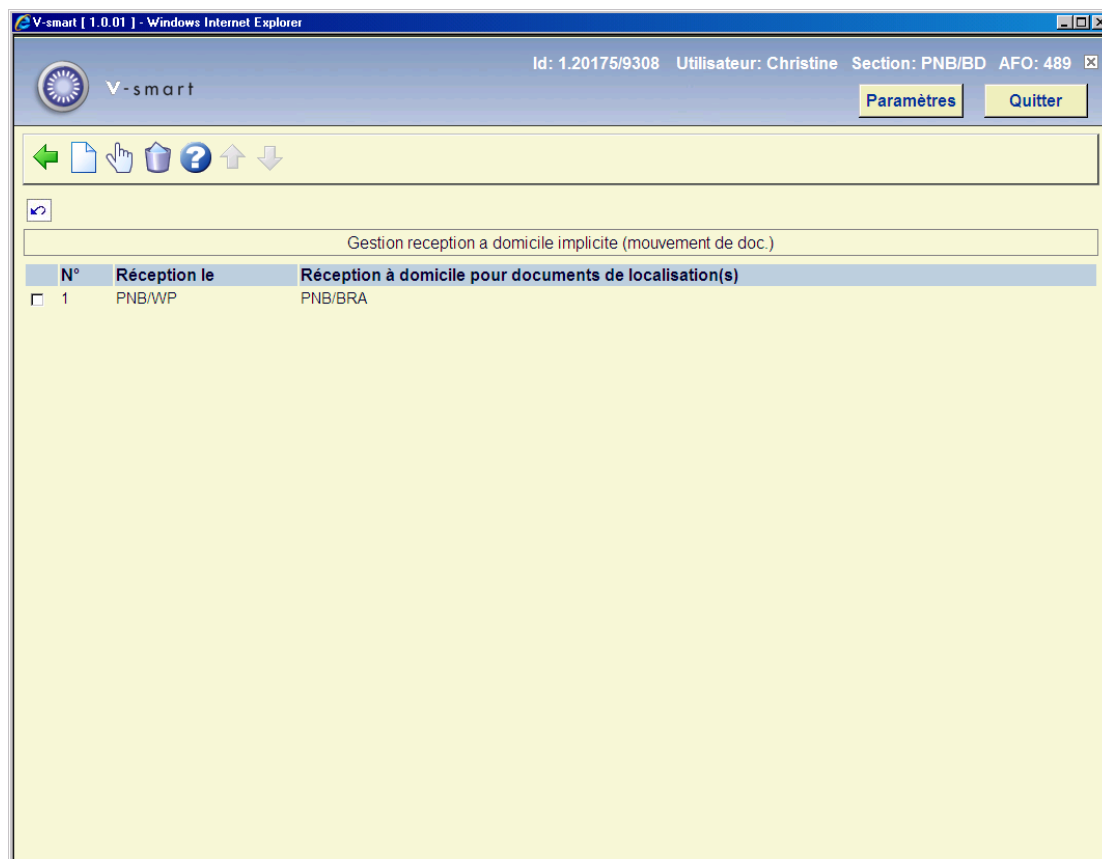 V-smart [ 1.0.01 ] - Windows Internet Explorer
Id: 1.20175/9308 Utilisateur: Christine Section: PNB/BD AFO: 489
V-smart
Paramètres Quitter
Gestion reception a domicile implicite (mouvement de doc.)
N° Réception le Réception à domicile pour documents de localisation(s)
1 PNB/WP PNB/BRA